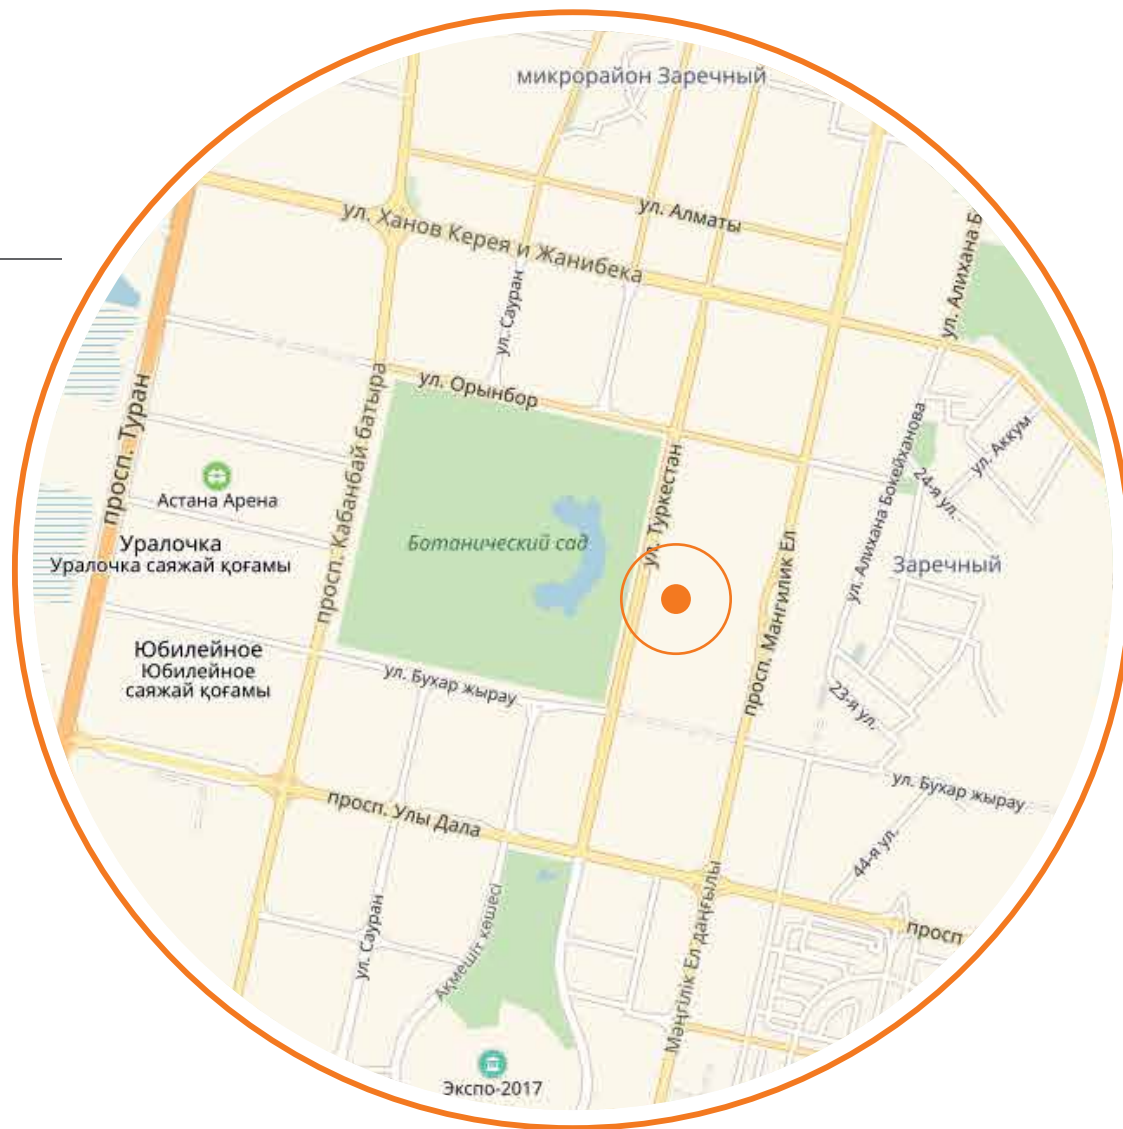 микрорайон Заречный
ул. Алматы
ул. Ханов Керея и Жанибека
ул. Алихана Б
ул. Сауран
ул. Орынбор
просп. Туран
просп. Кабанбай батыра
Астана Арена
Уралочка
Уралочка саяжай қоғамы
Ботанический сад
ул. Туркестан
просп. Мангилик Ел
ул. Алихана Бокейханова
ул. Аккум
24-я ул.
Заречный
Юбилейное
Юбилейное
саяжай қоғамы
ул. Бухар жырау
23-я ул.
ул. Бухар жырау
просп. Улы Дала
44-я ул.
ул. Сауран
Ақмешіт көшесі
Мәңгілік Ел даңғылы
просп
Экспо-2017